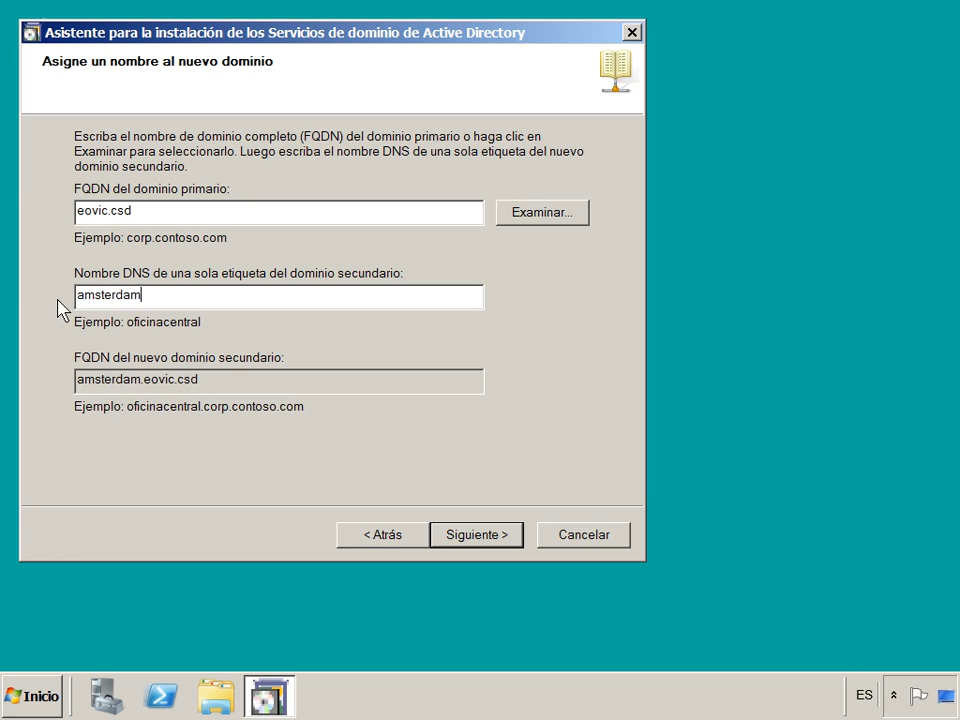 Asistente para la instalación de los Servicios de dominio de Active Directory
Asigne un nombre al nuevo dominio
Escriba el nombre de dominio completo (FQDN) del dominio primario o haga clic en
Examinar para seleccionarlo. Luego escriba el nombre DNS de una sola etiqueta del nuevo
dominio secundario.
FQDN del dominio primario:
eovic.csd
Examinar...
Ejemplo: corp.contoso.com
Nombre DNS de una sola etiqueta del dominio secundario:
amsterdam
Ejemplo: oficinacentral
FQDN del nuevo dominio secundario:
amsterdam.eovic.csd
Ejemplo: oficinacentral.corp.contoso.com
< Atrás
Siguiente >
Cancelar
Inicio
ES